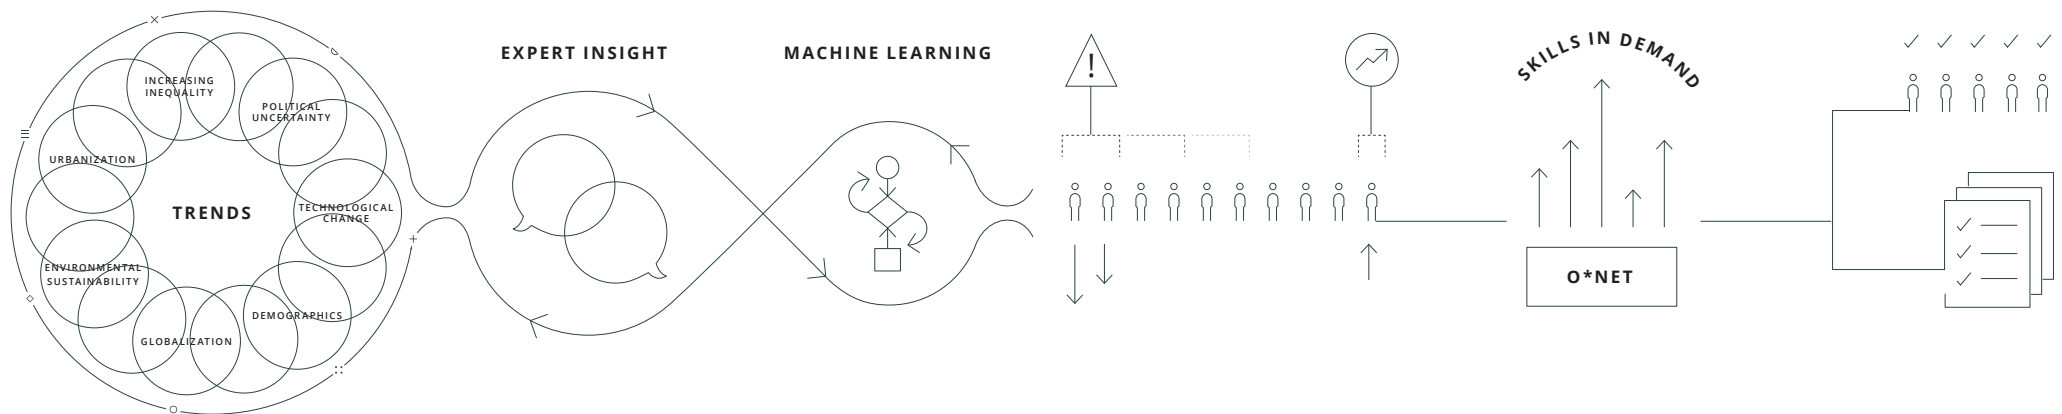 INCREASING
INEQUALITY
POLITICAL
UNCERTAINTY
URBANIZATION
TRENDS
TECHNOLOGICAL
CHANGE
ENVIRONMENTAL
SUSTAINABILITY
DEMOGRAPHICS
GLOBALIZATION
EXPERT INSIGHT
MACHINE LEARNING
!
SKILLS IN DEMAND
O*NET